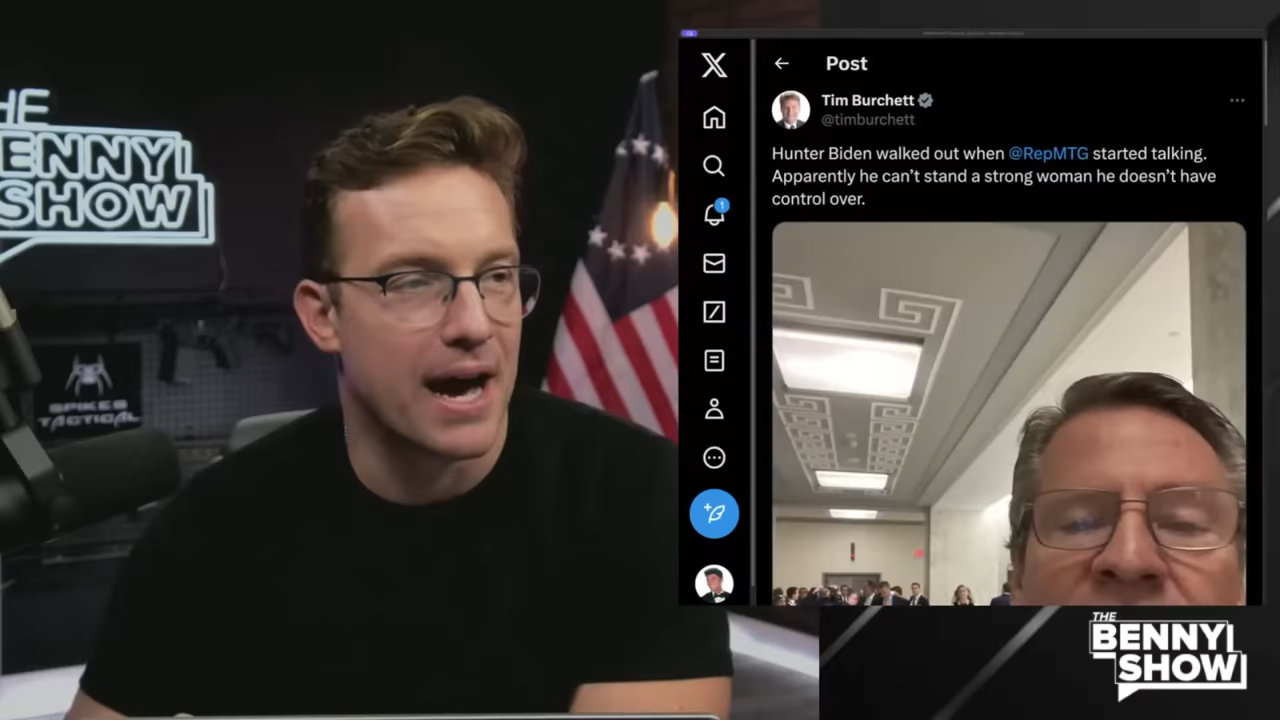 THE
BENNY
SHOW
SPIKES
TACTICAL
1
Post
Tim Burchett
@timburchett
Hunter Biden walked out when @RepMTG started talking.
Apparently he can’t stand a strong woman he doesn’t have
control over.
THE
BENNY
SHOW